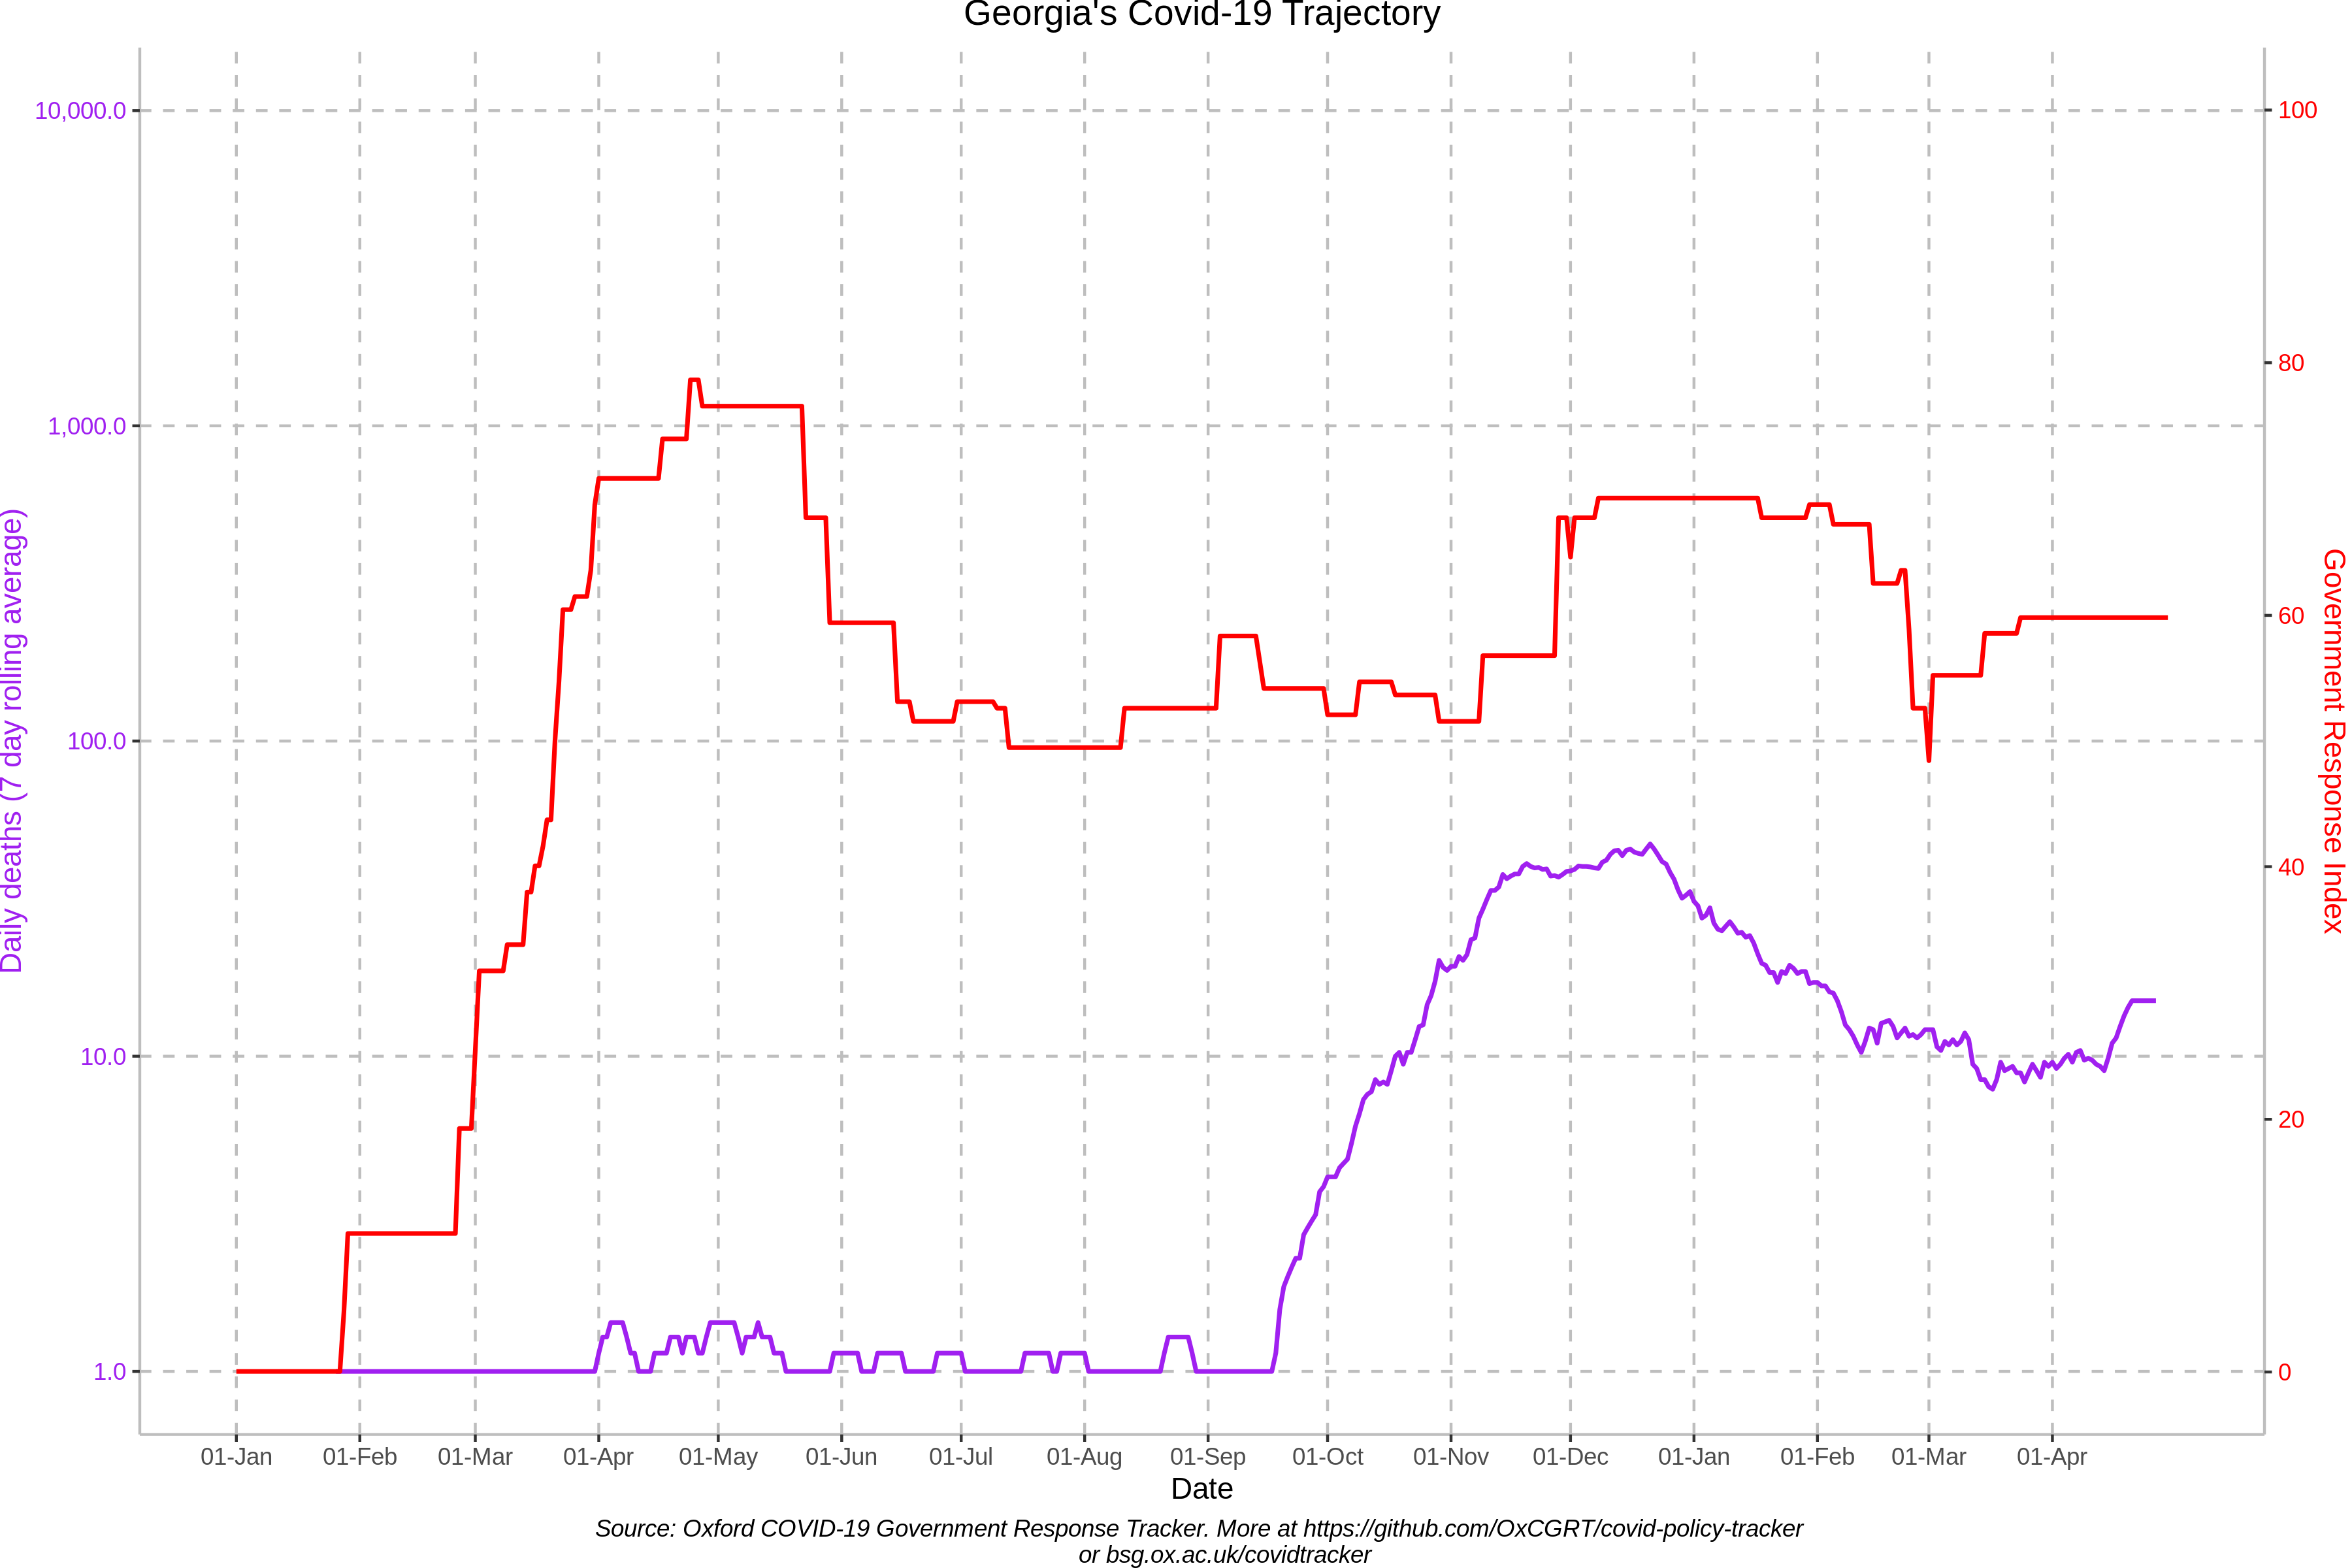 Georgia's Covid-19 Trajectory
10,000.0
1,000.0
100.0
10.0
1.0
Daily deaths (7 day rolling average)
100
80
60
40
20
0
Government Response Index
01-Jan 01-Feb 01-Mar 01-Apr 01-May 01-Jun 01-Jul 01-Aug 01-Sep 01-Oct 01-Nov 01-Dec 01-Jan 01-Feb 01-Mar 01-Apr
Date
Source: Oxford COVID-19 Government Response Tracker. More at https://github.com/OxCGRT/covid-policy-tracker
or bsg.ox.ac.uk/covidtracker